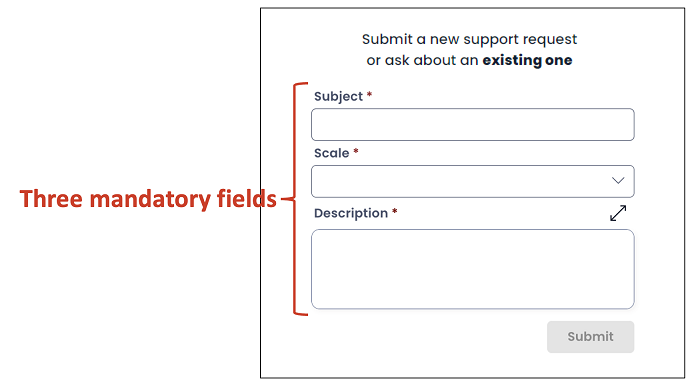 Submit a new support request
or ask about an existing one
Subject *
Scale *
Three mandatory fields
Description *
Submit